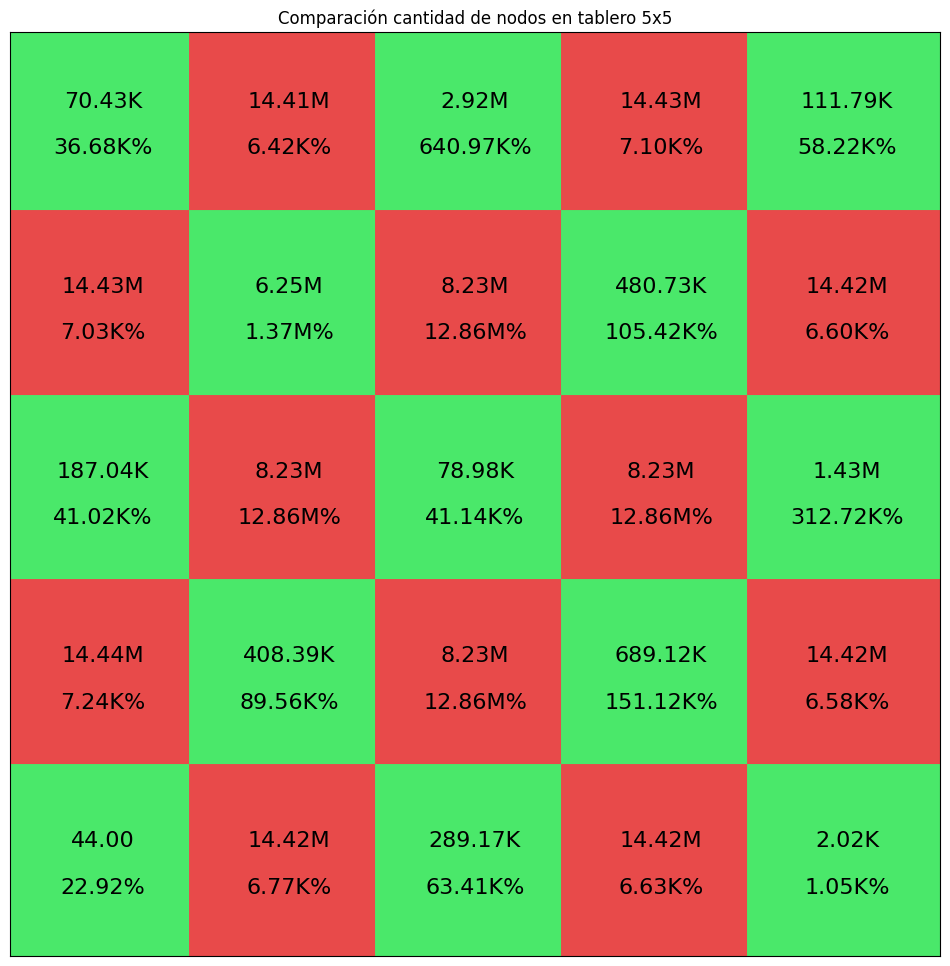 Comparación cantidad de nodos en tablero 5x5
70.43K
36.68K%
14.41M
6.42K%
2.92M
640.97K%
14.43M
7.10K%
111.79K
58.22K%
14.43M
7.03K%
6.25M
1.37M%
8.23M
12.86M%
480.73K
105.42K%
14.42M
6.60K%
187.04K
41.02K%
8.23M
12.86M%
78.98K
41.14K%
8.23M
12.86M%
1.43M
312.72K%
14.44M
7.24K%
408.39K
89.56K%
8.23M
12.86M%
689.12K
151.12K%
14.42M
6.58K%
44.00
22.92%
14.42M
6.77K%
289.17K
63.41K%
14.42M
6.63K%
2.02K
1.05K%